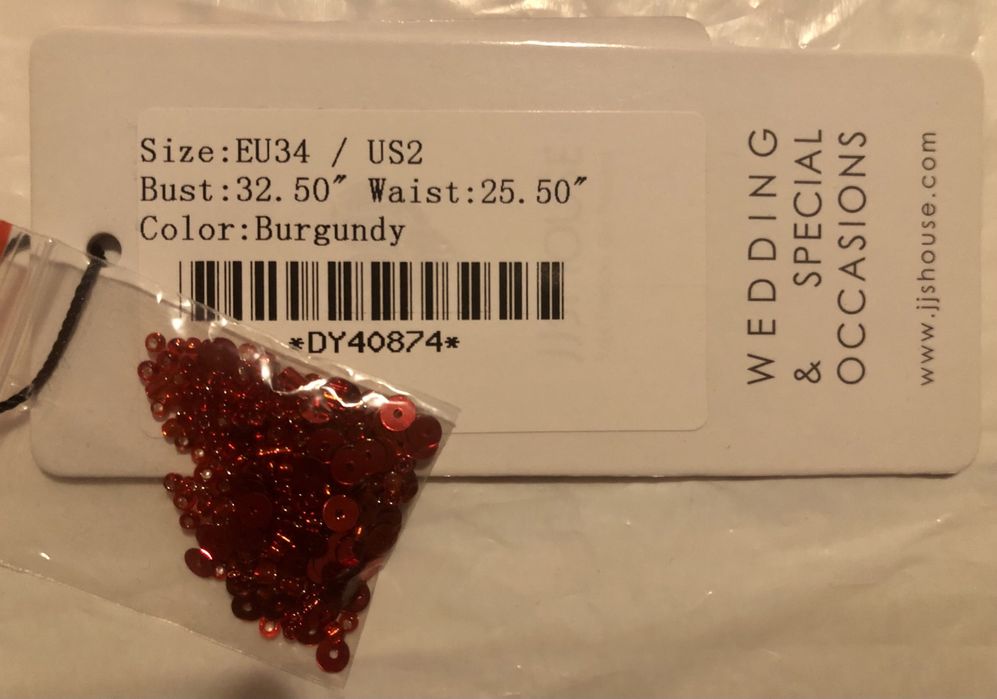 Size:EU34 / US2
Bust:32.50″ Waist:25.50″
Color:Burgundy
*DY40874*
WEDDING
& SPECIAL
OCCASIONS
www.jjshouse.com